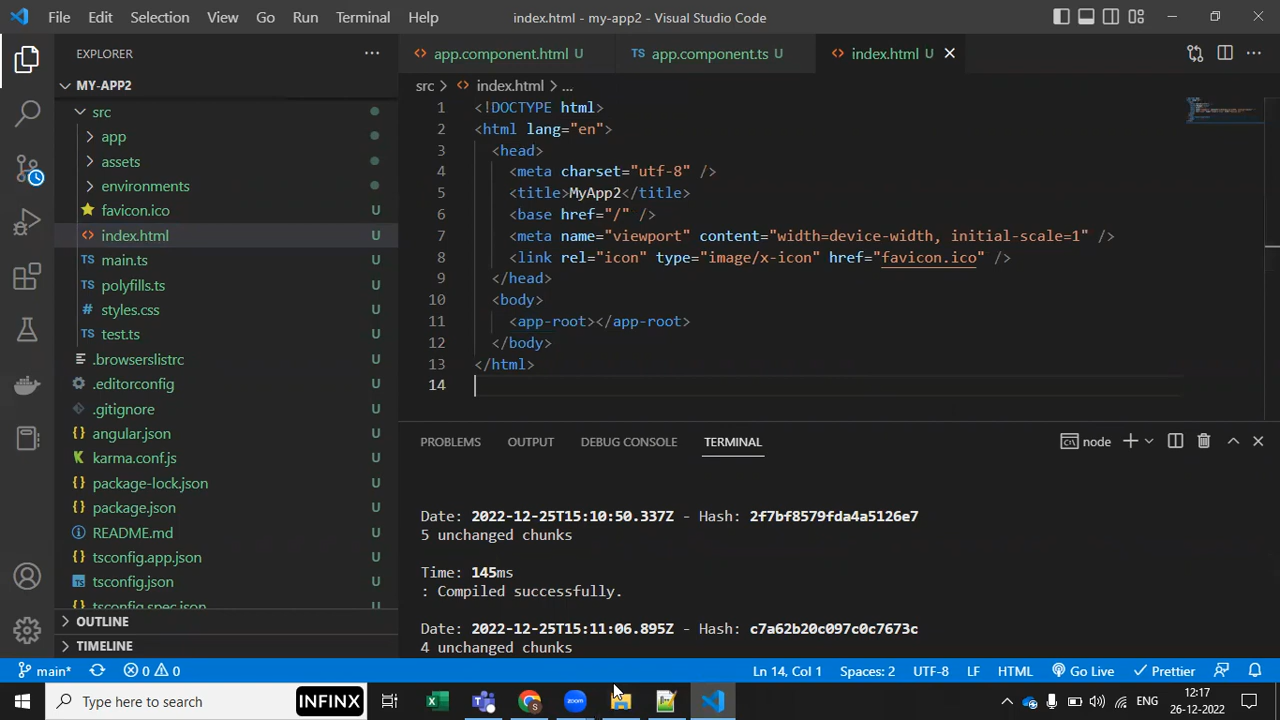 File Edit Selection View Go Run Terminal Help
index.html - my-app2 - Visual Studio Code
EXPLORER
MY-APP2
src
app
assets
environments
favicon.ico U
index.html U
main.ts U
polyfills.ts U
styles.css U
TS test.ts U
.browserslistrc U
.editorconfig U
.gitignore U
angular.json U
karma.conf.js U
package-lock.json U
package.json U
README.md U
tsconfig.app.json U
tsconfig.json U
tsconfig.spec.json U
OUTLINE
TIMELINE
app.component.html U TS app.component.ts U index.html U
src > index.html > ...
1 <!DOCTYPE html>
2 <html lang="en">
3 <head>
4 <meta charset="utf-8" />
5 <title>MyApp2</title>
6 <base href="/" />
7 <meta name="viewport" content="width=device-width, initial-scale=1" />
8 <link rel="icon" type="image/x-icon" href="favicon.ico" />
9 </head>
10 <body>
11 <app-root></app-root>
12 </body>
13 </html>
14
PROBLEMS OUTPUT DEBUG CONSOLE TERMINAL node
Date: 2022-12-25T15:10:50.337Z - Hash: 2f7bf8579fda4a5126e7
5 unchanged chunks
Time: 145ms
: Compiled successfully.
Date: 2022-12-25T15:11:06.895Z - Hash: c7a62b20c097c0c7673c
4 unchanged chunks
main* 0 0 Ln 14, Col 1 Spaces: 2 UTF-8 LF HTML Go Live Prettier
Type here to search INFINX zoom ENG 12:17
26-12-2022